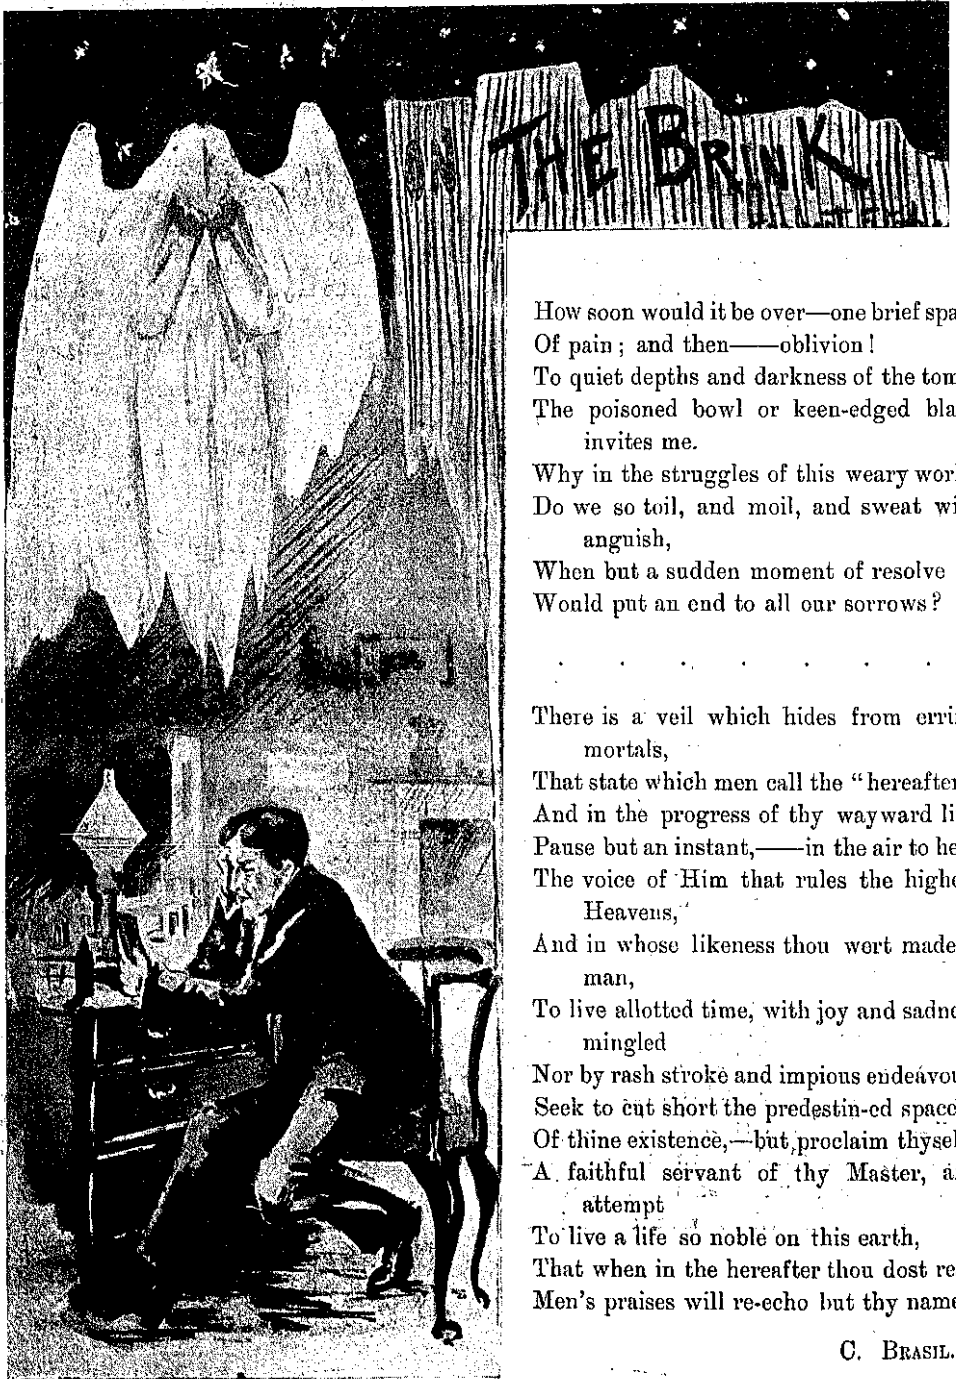 ON THE BRINK
How soon would it be over—one brief spa
Of pain ; and then——oblivion !
To quiet depths and darkness of the tom
The poisoned bowl or keen-edged bla
invites me.
Why in the struggles of this weary wor
Do we so toil, and moil, and sweat wi
anguish,
When but a sudden moment of resolve
Would put an end to all our sorrows ?
. . . . . . .
There is a veil which hides from erri
mortals,
That state which men call the “hereafter
And in the progress of thy wayward li
Pause but an instant,——in the air to he
The voice of Him that rules the highe
Heavens,
And in whose likeness thou wert made
man,
To live allotted time, with joy and sadne
mingled
Nor by rash stroke and impious endeavou
Seek to cut short the predestin-ed space
Of thine existence,—but proclaim thysel
A faithful servant of thy Master, a
attempt
To live a life so noble on this earth,
That when in the hereafter thou dost re
Men's praises will re-echo but thy name
C. BRASIL.